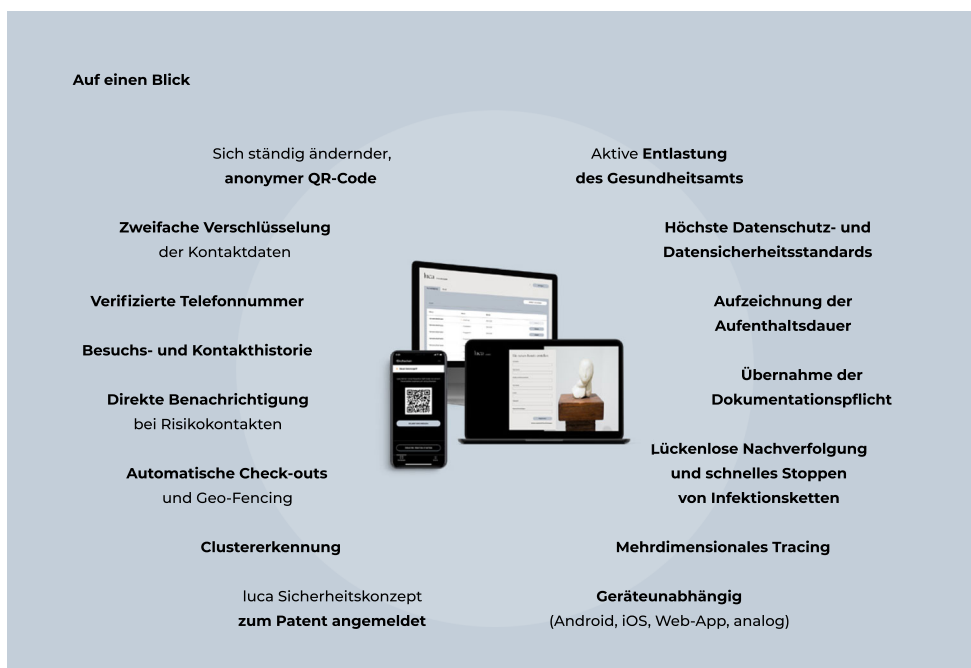 Auf einen Blick
Sich ständig ändernder,
anonymer QR-Code
Zweifache Verschlüsselung
der Kontaktdaten
Verifizierte Telefonnummer
Besuchs- und Kontakthistorie
Direkte Benachrichtigung
bei Risikokontakten
Automatische Check-outs
und Geo-Fencing
Clustererkennung
luca Sicherheitskonzept
zum Patent angemeldet
luca
luca
Aktive Entlastung
des Gesundheitsamts
Höchste Datenschutz- und
Datensicherheitsstandards
Aufzeichnung der
Aufenthaltsdauer
Übernahme der
Dokumentationspflicht
Lückenlose Nachverfolgung
und schnelles Stoppen
von Infektionsketten
Mehrdimensionales Tracing
Geräteunabhängig
(Android, iOS, Web-App, analog)